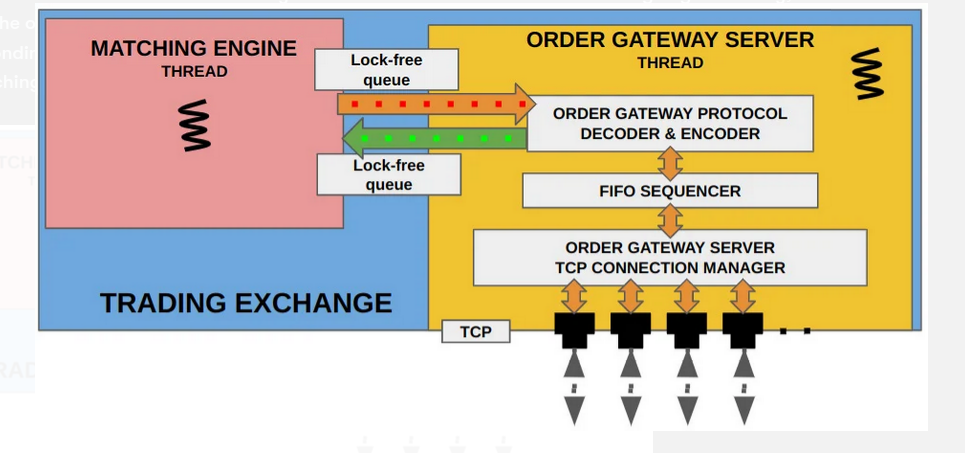 MATCHING ENGINE
THREAD
Lock-free
queue
Lock-free
queue
TRADING EXCHANGE
ORDER GATEWAY SERVER
THREAD
ORDER GATEWAY PROTOCOL
DECODER & ENCODER
FIFO SEQUENCER
ORDER GATEWAY SERVER
TCP CONNECTION MANAGER
TCP